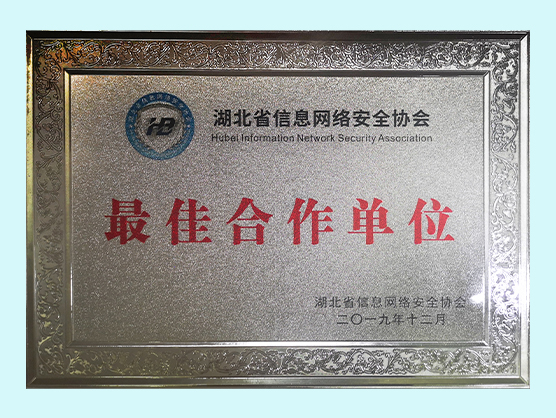 HB
湖北省信息网络安全协会
Hubei Information Network Security Association
最佳合作单位
湖北省信息网络安全协会
二〇一九年十二月